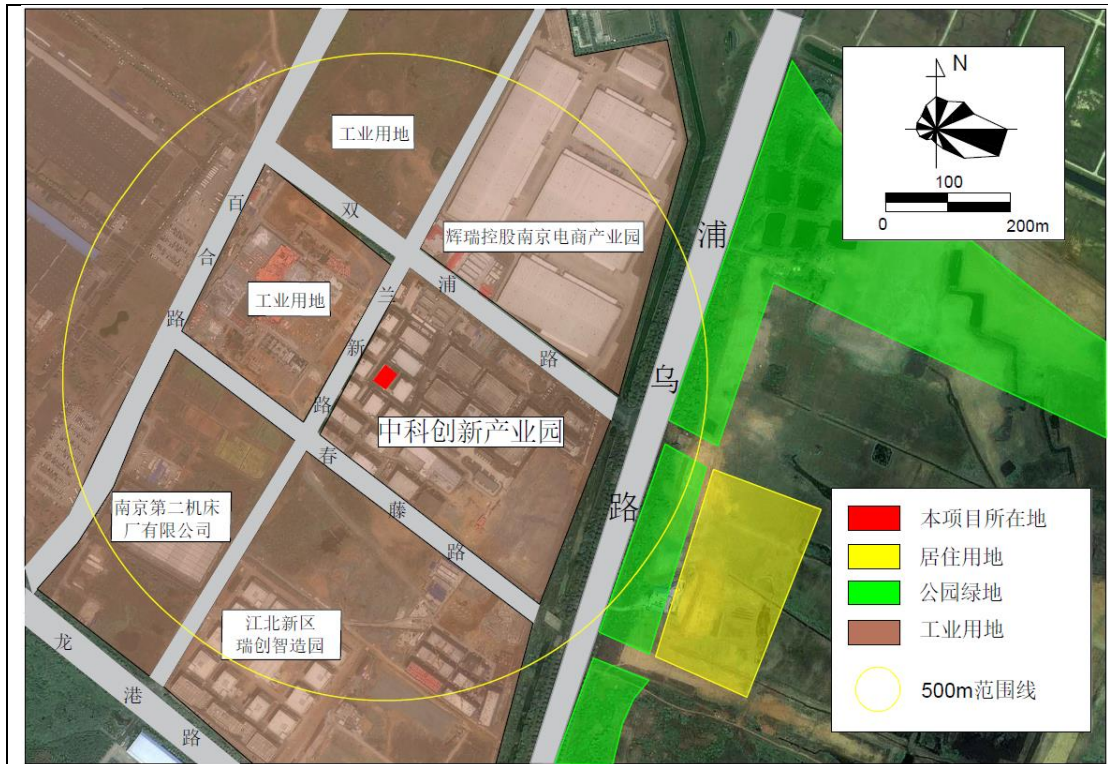 N
100
0
200m
工业用地
百合路
双浦路
浦乌路
辉瑞控股南京电商产业园
工业用地
兰新路
中科创新产业园
春藤路
南京第二机床
厂有限公司
江北新区
瑞创智造园
龙港路
本项目所在地
居住用地
公园绿地
工业用地
500m范围线